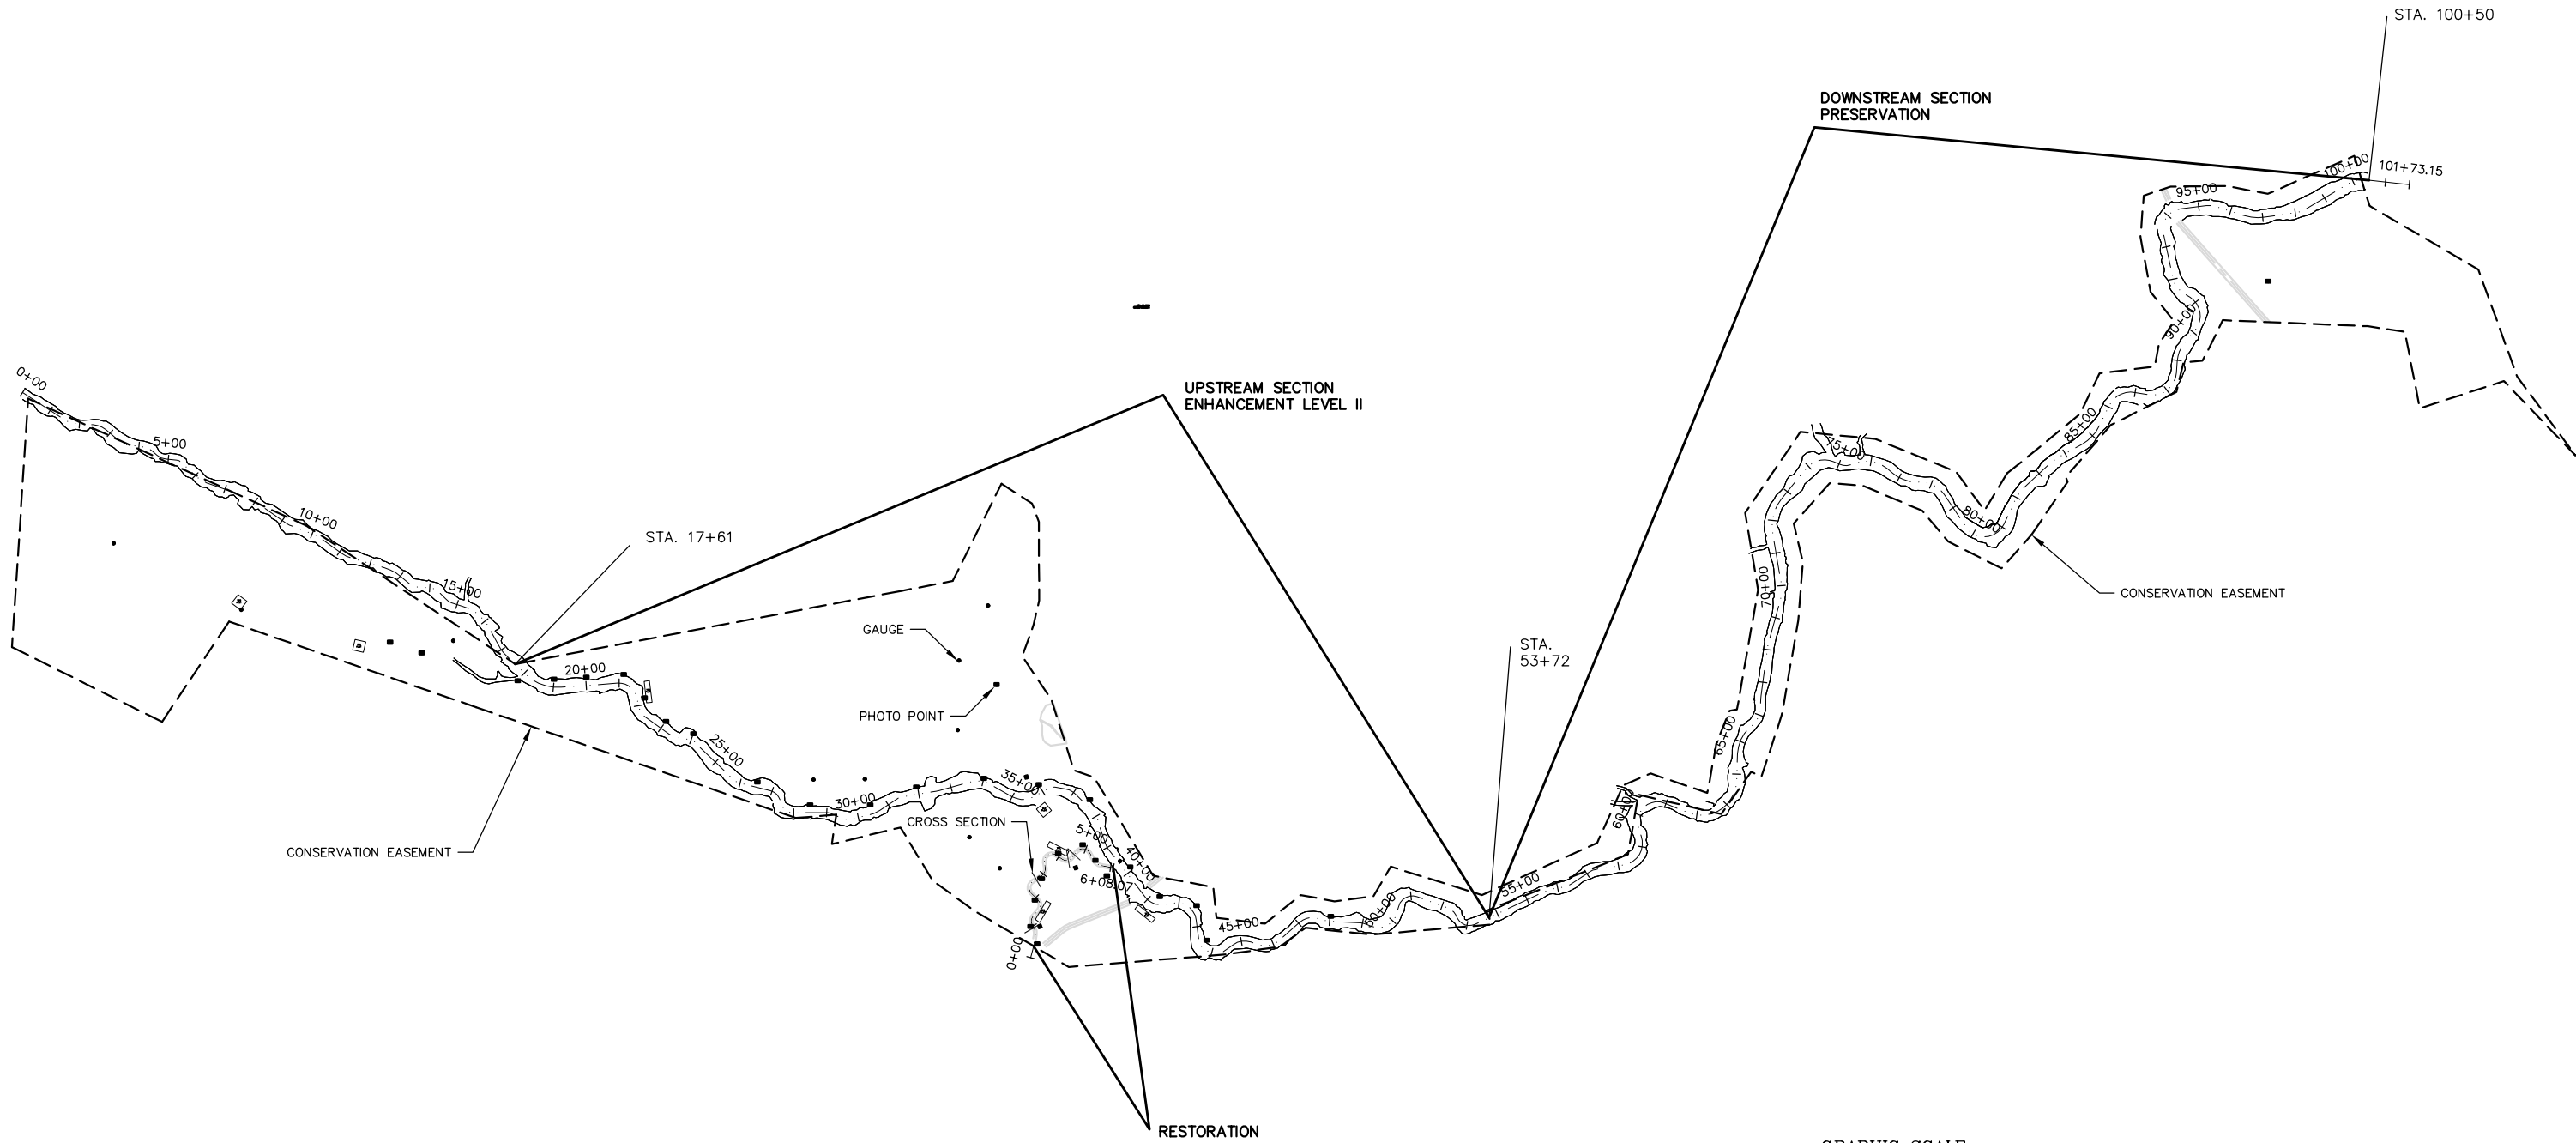 STA. 100+50
DOWNSTREAM SECTION
PRESERVATION
100+00
101+73.15
95+00
90+00
0+00
UPSTREAM SECTION
ENHANCEMENT LEVEL II
5+00
85+00
75+00
10+00
80+00
STA. 17+61
15+00
70+00
CONSERVATION EASEMENT
GAUGE
STA.
53+72
20+00
PHOTO POINT
65+00
25+00
35+00
30+00
60+00
CROSS SECTION
5+00
CONSERVATION EASEMENT
40+00
6+08.07
55+00
50+00
45+00
0+00
RESTORATION
GRAPHIC SCALE